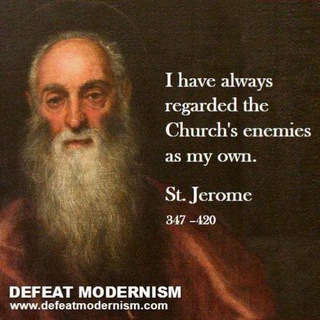 I have always
regarded the
Church's enemies
as my own.
St. Jerome
347 –420
DEFEAT MODERNISM
www.defeatmodernism.com